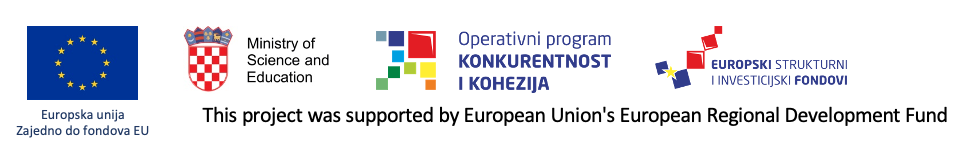 Europska unija
Zajedno do fondova EU
Ministry of
Science and
Education
Operativni program
KONKURENTNOST
I KOHEZIJA
EUROPSKI STRUKTURNI
I INVESTICIJSKI FONDOVI
This project was supported by European Union's European Regional Development Fund